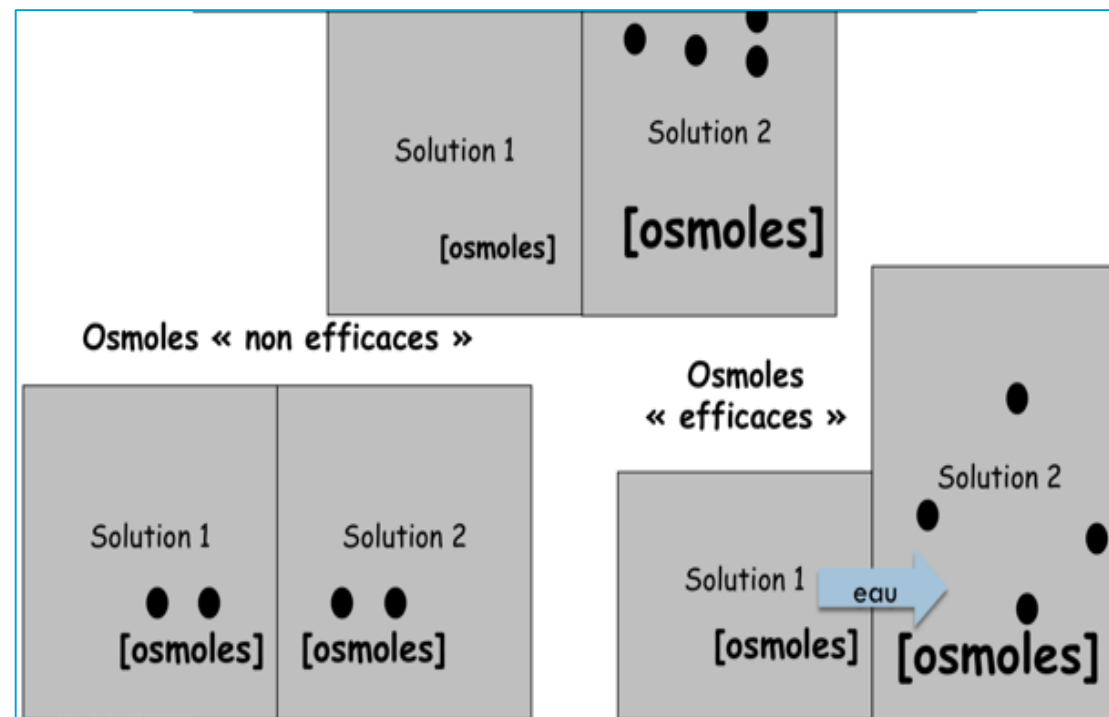 Solution 1
Solution 2
[osmoles]
[osmoles]
Osmoles « non efficaces »
Solution 1
Solution 2
[osmoles]
[osmoles]
Osmoles
« efficaces »
Solution 1
eau
Solution 2
[osmoles]
[osmoles]